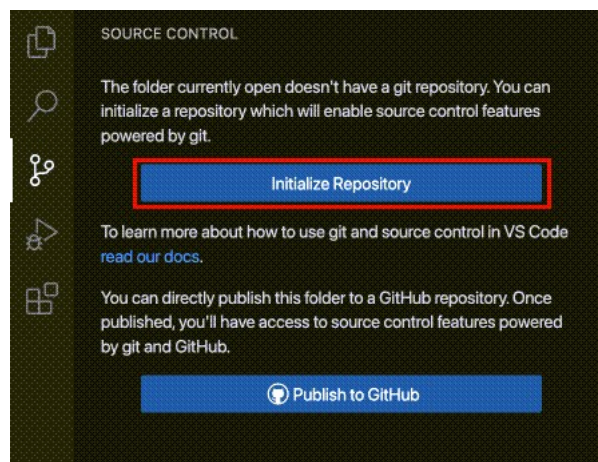 SOURCE CONTROL
The folder currently open doesn't have a git repository. You can
initialize a repository which will enable source control features
powered by git.
Initialize Repository
To learn more about how to use git and source control in VS Code
read our docs.
You can directly publish this folder to a GitHub repository. Once
published, you'll have access to source control features powered
by git and GitHub.
Publish to GitHub